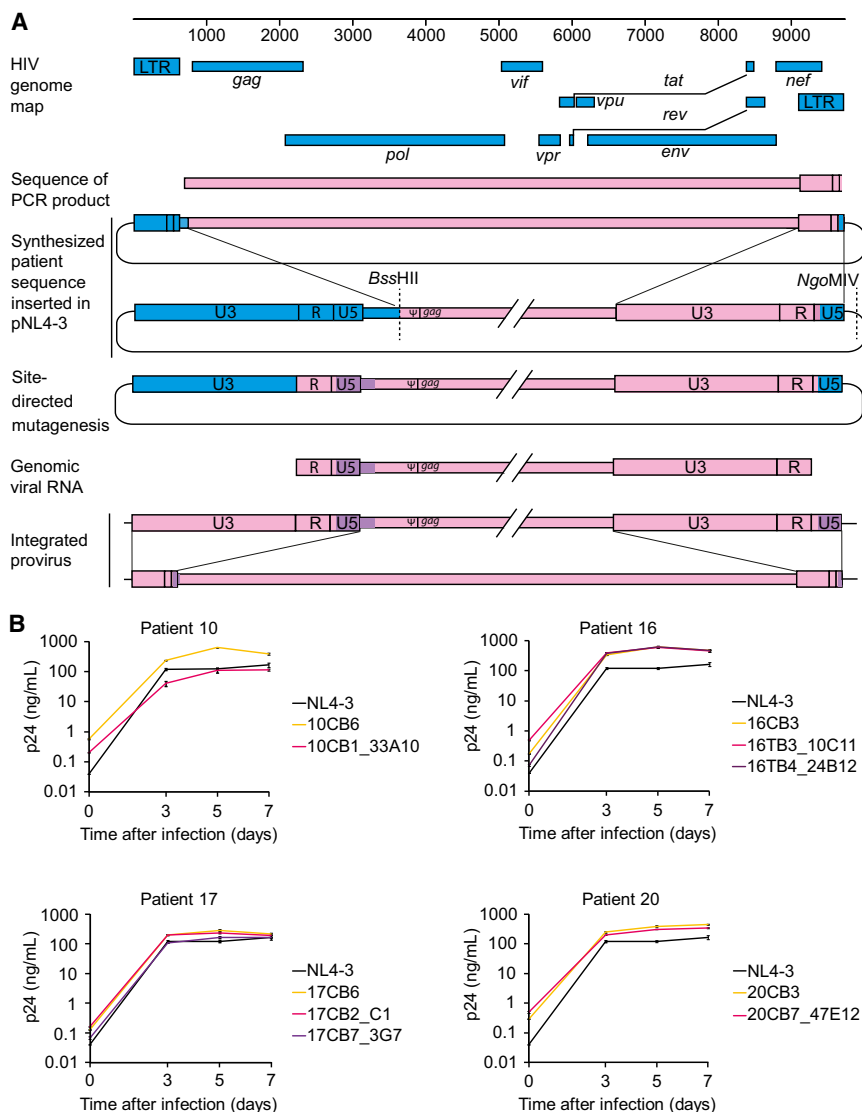 A
1000 2000 3000 4000 5000 6000 7000 8000 9000
HIV
genome
map
LTR
gag
vif
tat
nef
vpu
LTR
rev
pol
vpr
env
Sequence of
PCR product
Synthesized
patient
sequence
inserted in
pNL4-3
BssHII
NgoMIV
U3 R U5 Ψ gag U3 R U5
Site-
directed
mutagenesis
U3 R U5 Ψ gag U3 R U5
Genomic
viral RNA
R U5 Ψ gag U3 R
Integrated
provirus
U3 R U5 Ψ gag U3 R U5
B
Patient 10
p24 (ng/mL)
1000
100
10
1
0.1
0.01
0 3 5 7
Time after infection (days)
NL4-3
10CB6
10CB1_33A10
Patient 16
p24 (ng/mL)
1000
100
10
1
0.1
0.01
0 3 5 7
Time after infection (days)
NL4-3
16CB3
16TB3_10C11
16TB4_24B12
Patient 17
p24 (ng/mL)
1000
100
10
1
0.1
0.01
0 3 5 7
Time after infection (days)
NL4-3
17CB6
17CB2_C1
17CB7_3G7
Patient 20
p24 (ng/mL)
1000
100
10
1
0.1
0.01
0 3 5 7
Time after infection (days)
NL4-3
20CB3
20CB7_47E12